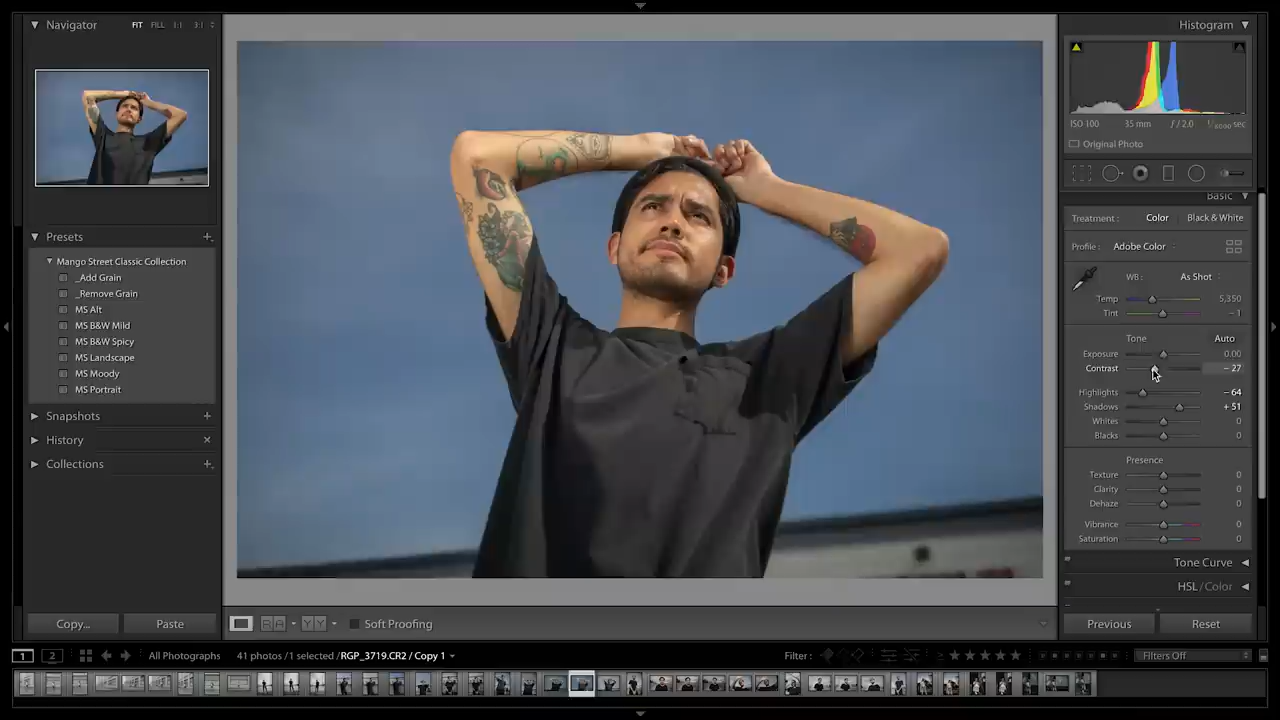 Navigator FIT FILL 1:1 3:1
Presets +
Mango Street Classic Collection
_Add Grain
_Remove Grain
MS Alt
MS B&W Mild
MS B&W Spicy
MS Landscape
MS Moody
MS Portrait
Snapshots +
History ×
Collections +
Copy... Paste
Histogram
ISO 100 35 mm f / 2.0 1/8000 sec
Original Photo
Basic
Treatment : Color Black & White
Profile : Adobe Color
WB : As Shot
Temp 5,350
Tint – 1
Tone Auto
Exposure 0.00
Contrast – 27
Highlights – 64
Shadows + 51
Whites 0
Blacks 0
Presence
Texture 0
Clarity 0
Dehaze 0
Vibrance 0
Saturation 0
Tone Curve
HSL / Color
Previous Reset
R A Y Y Soft Proofing
1 2 All Photographs 41 photos / 1 selected / RGP_3719.CR2 / Copy 1 Filter : Filters Off